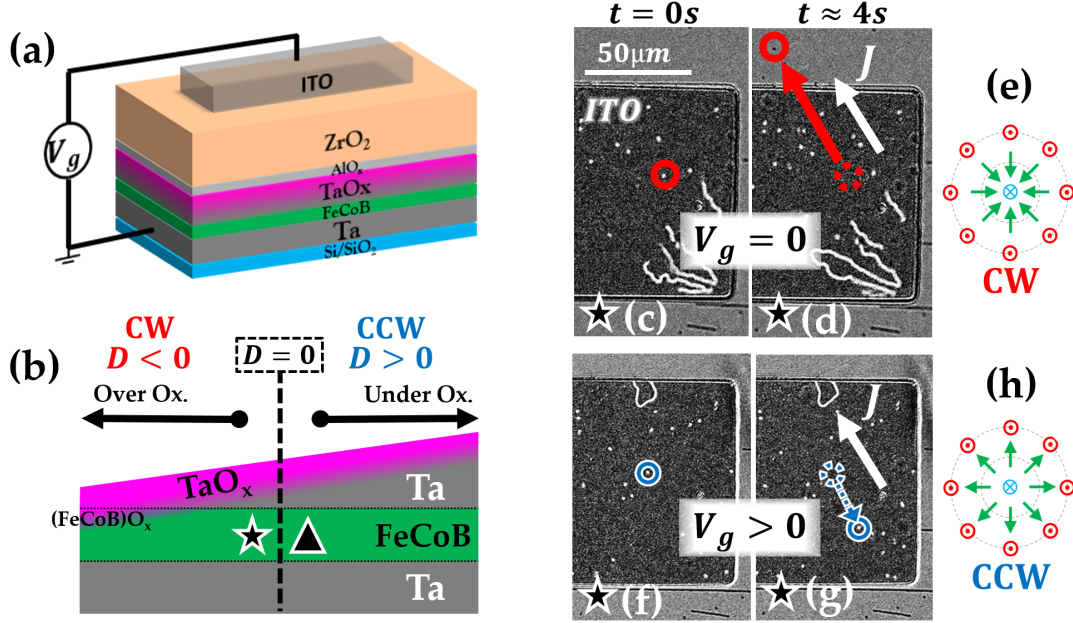 (a)
ITO
V_g
ZrO₂
AlOₓ
TaOx
FeCoB
Ta
Si/SiO₂
(b)
CW
D < 0
D = 0
CCW
D > 0
Over Ox.
Under Ox.
TaOₓ
Ta
(FeCoB)Oₓ
FeCoB
Ta
t = 0s
t ≈ 4s
50μm
J
ITO
V_g = 0
(c)
(d)
(e)
CW
J
V_g > 0
(f)
(g)
(h)
CCW